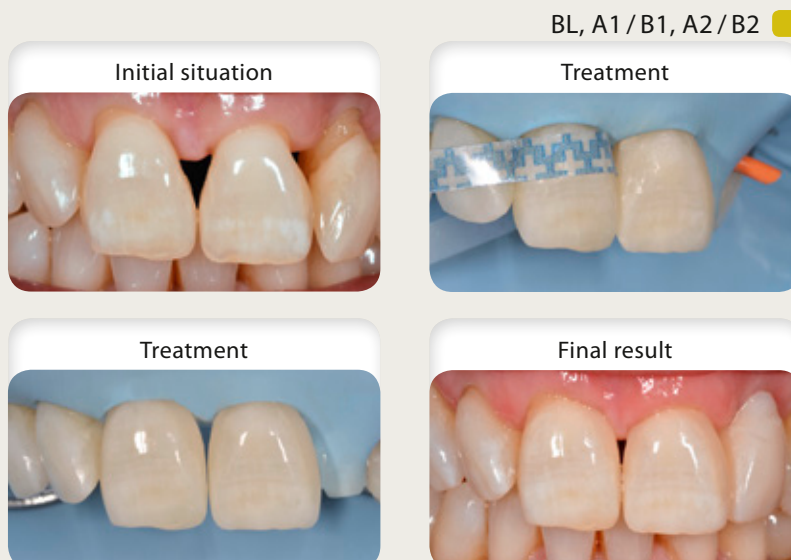 BL, A1 / B1, A2 / B2
Initial situation
Treatment
Treatment
Final result